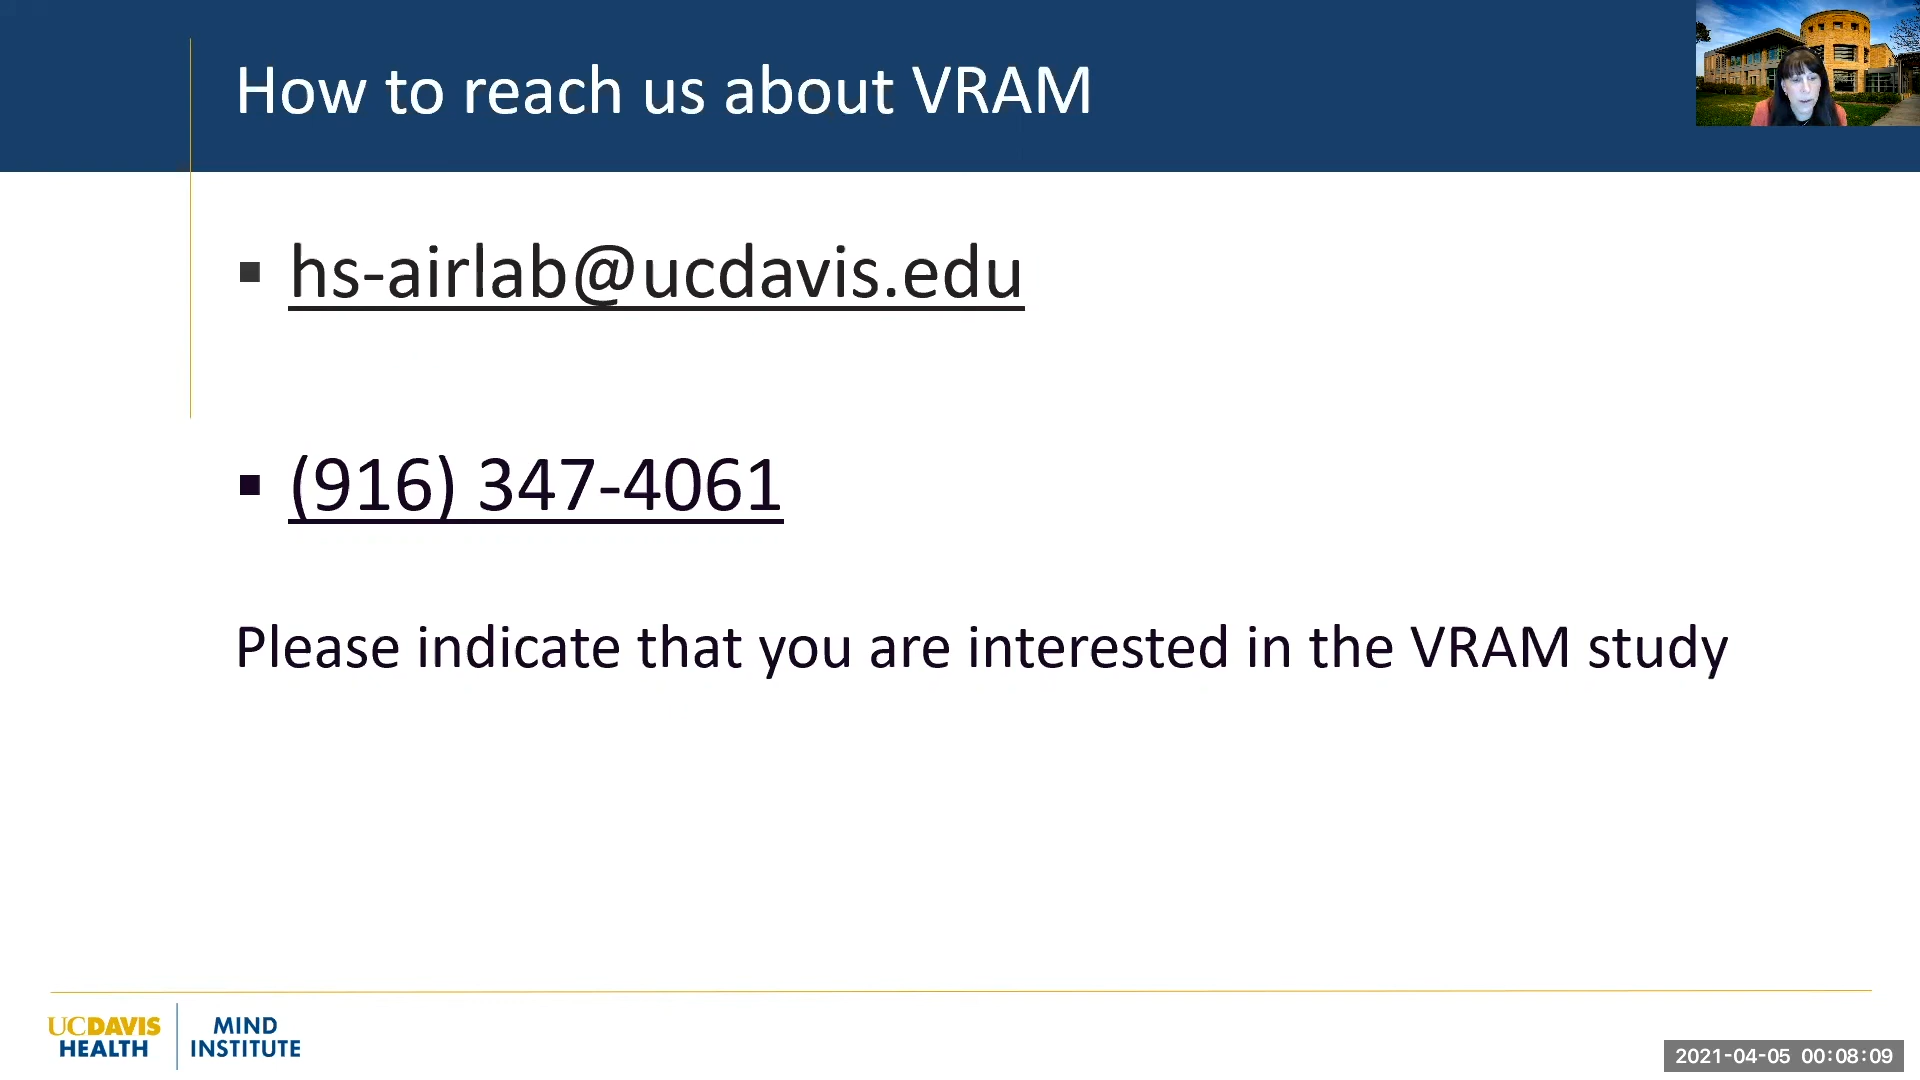 How to reach us about VRAM
▪ hs-airlab@ucdavis.edu
▪ (916) 347-4061
Please indicate that you are interested in the VRAM study
UCDAVIS HEALTH
MIND INSTITUTE
2021-04-05 00:08:09